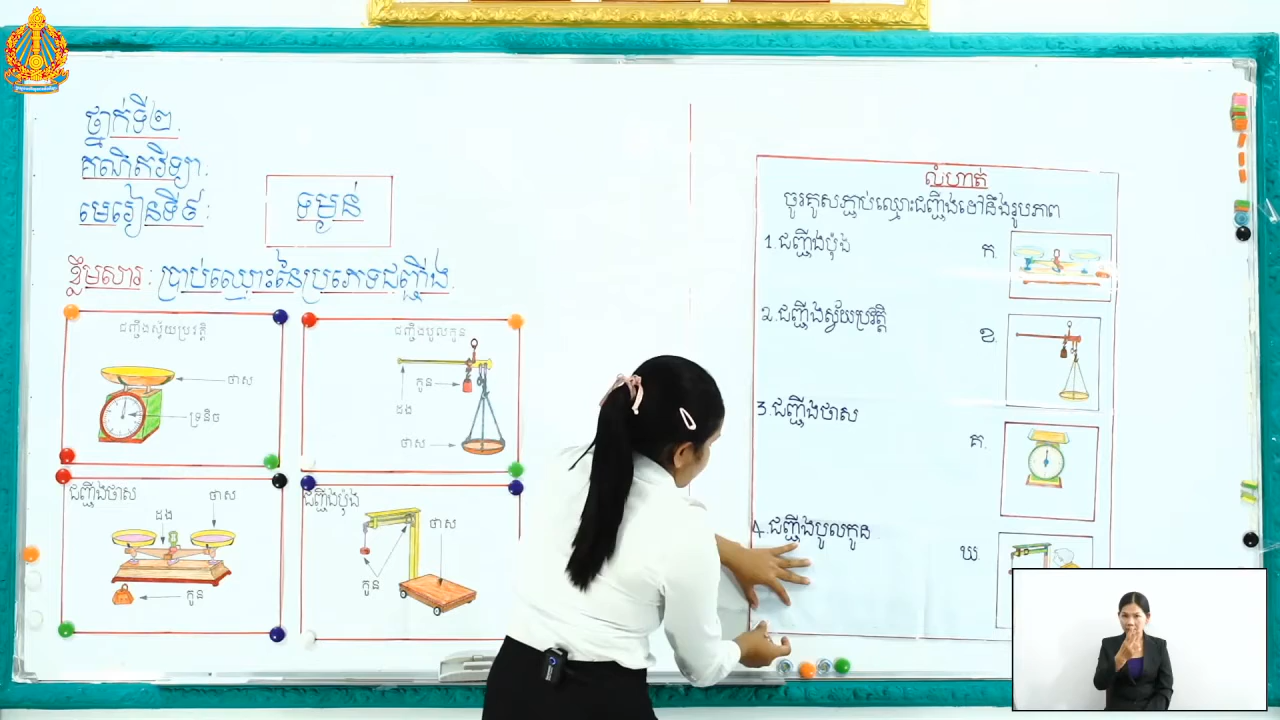 ថ្នាក់ទី២.
គណិតវិទ្យា:
មេរៀនទី៩:
ទម្ងន់
ខ្លឹមសារ : ប្រាប់ឈ្មោះនៃប្រភេទជញ្ជីង.
ជញ្ជីងស្វ័យប្រវត្តិ
ថាស
ទ្រនិច
ជញ្ជីងបូលកូន
កូន
ដង
ថាស
ជញ្ជីងថាស
ថាស
ដង
កូន
ជញ្ជីងប៉ុង
ថាស
កូន
លំហាត់
ចូរគូសភ្ជាប់ឈ្មោះជញ្ជីងទៅនឹងរូបភាព
1.ជញ្ជីងប៉ុង
ក.
2.ជញ្ជីងស្វ័យប្រវត្តិ
ខ.
3.ជញ្ជីងថាស
គ.
4.ជញ្ជីងបូលកូន
ឃ